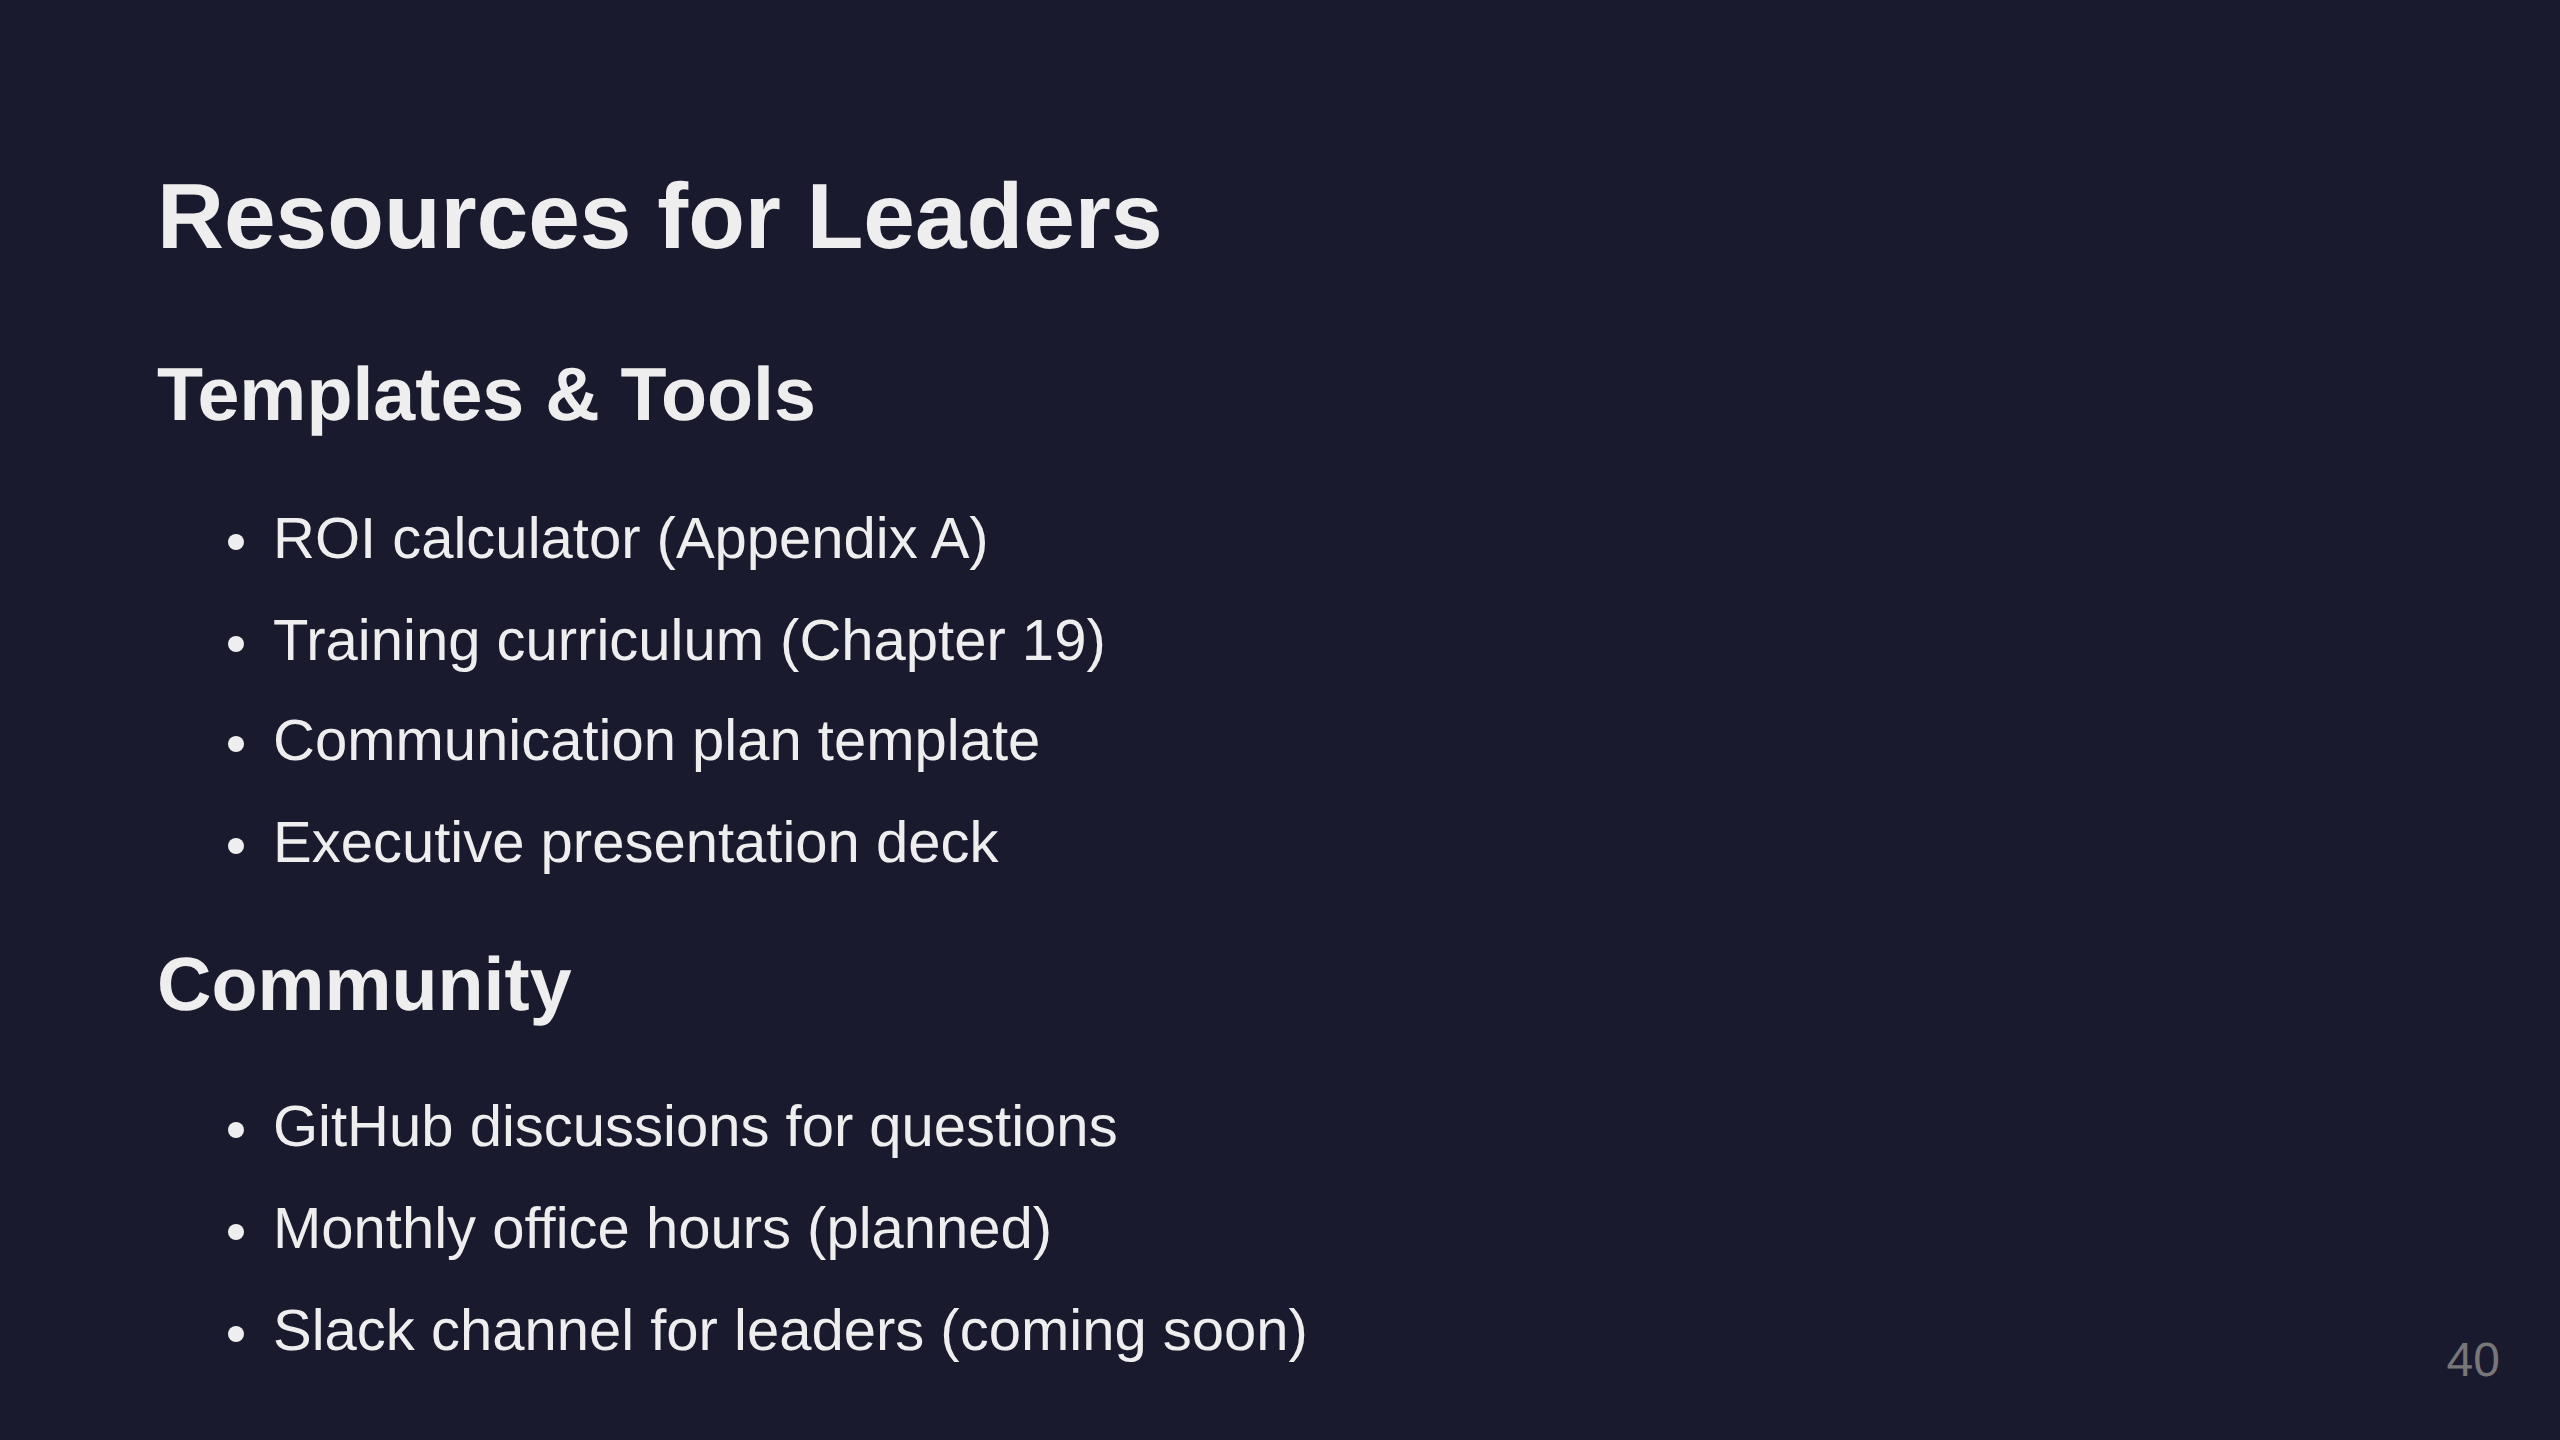 Resources for Leaders
Templates & Tools
• ROI calculator (Appendix A)
• Training curriculum (Chapter 19)
• Communication plan template
• Executive presentation deck
Community
• GitHub discussions for questions
• Monthly office hours (planned)
• Slack channel for leaders (coming soon)
40